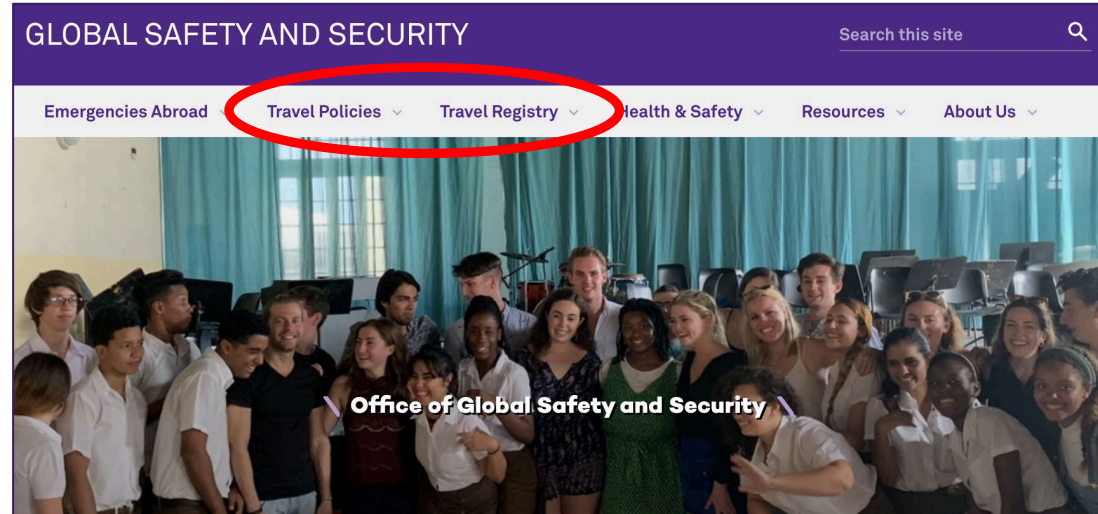 GLOBAL SAFETY AND SECURITY
Search this site
Emergencies Abroad Travel Policies Travel Registry Health & Safety Resources About Us
\ Office of Global Safety and Security \